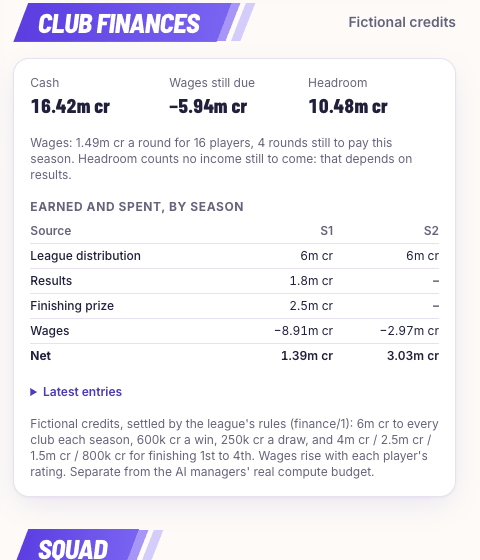 CLUB FINANCES
Fictional credits
Cash Wages still due Headroom
16.42m cr −5.94m cr 10.48m cr
Wages: 1.49m cr a round for 16 players, 4 rounds still to pay this
season. Headroom counts no income still to come: that depends on
results.
EARNED AND SPENT, BY SEASON
Source S1 S2
League distribution 6m cr 6m cr
Results 1.8m cr –
Finishing prize 2.5m cr –
Wages −8.91m cr −2.97m cr
Net 1.39m cr 3.03m cr
▶ Latest entries
Fictional credits, settled by the league's rules (finance/1): 6m cr to every
club each season, 600k cr a win, 250k cr a draw, and 4m cr / 2.5m cr /
1.5m cr / 800k cr for finishing 1st to 4th. Wages rise with each player's
rating. Separate from the AI managers' real compute budget.
SQUAD